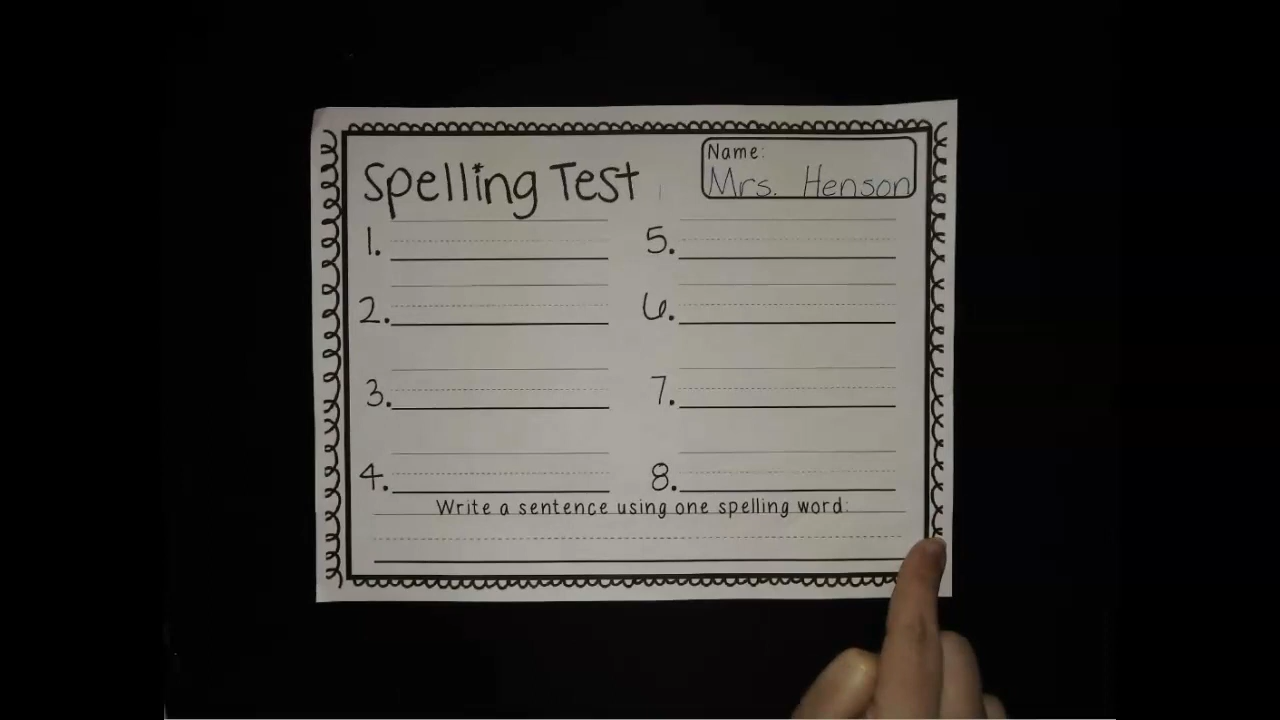 Spelling Test
Name:
Mrs. Henson
1.
2.
3.
4.
5.
6.
7.
8.
Write a sentence using one spelling word: